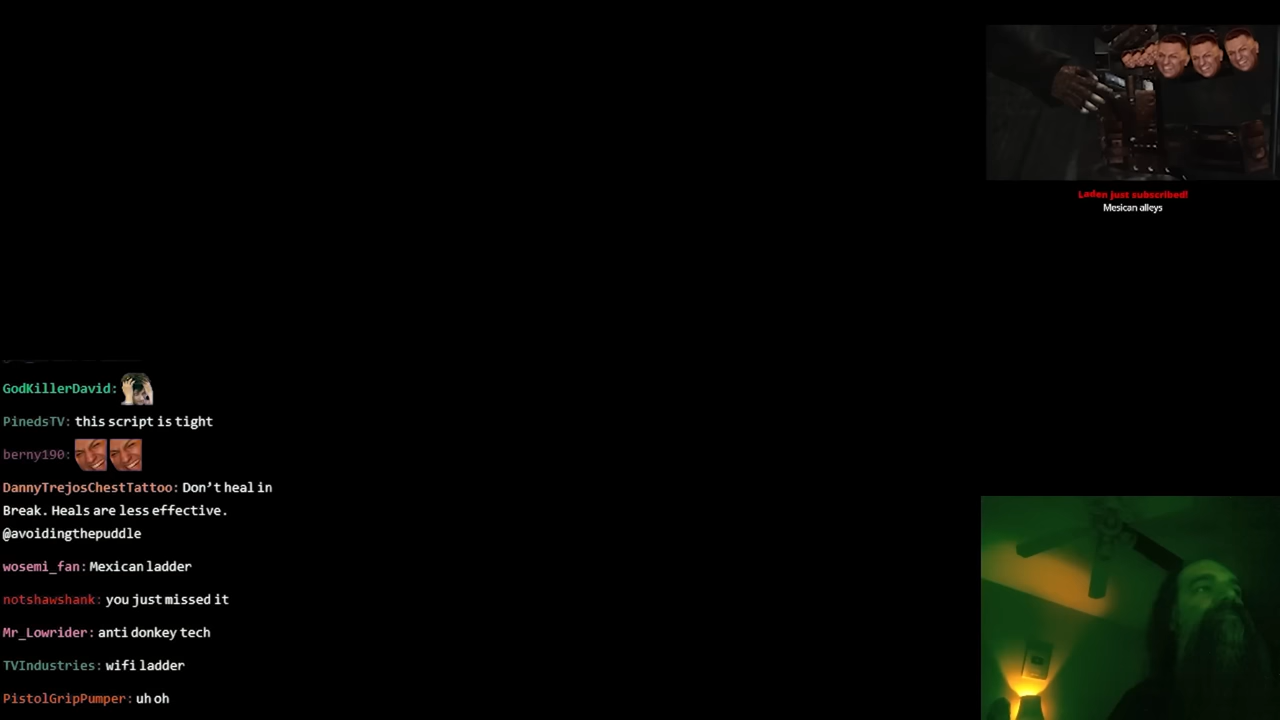 Laden just subscribed!
Mesican alleys
GodKillerDavid:
PinedsTV: this script is tight
berny190:
DannyTrejosChestTattoo: Don't heal in
Break. Heals are less effective.
@avoidingthepuddle
wosemi_fan: Mexican ladder
notshawshank: you just missed it
Mr_Lowrider: anti donkey tech
TVIndustries: wifi ladder
PistolGripPumper: uh oh